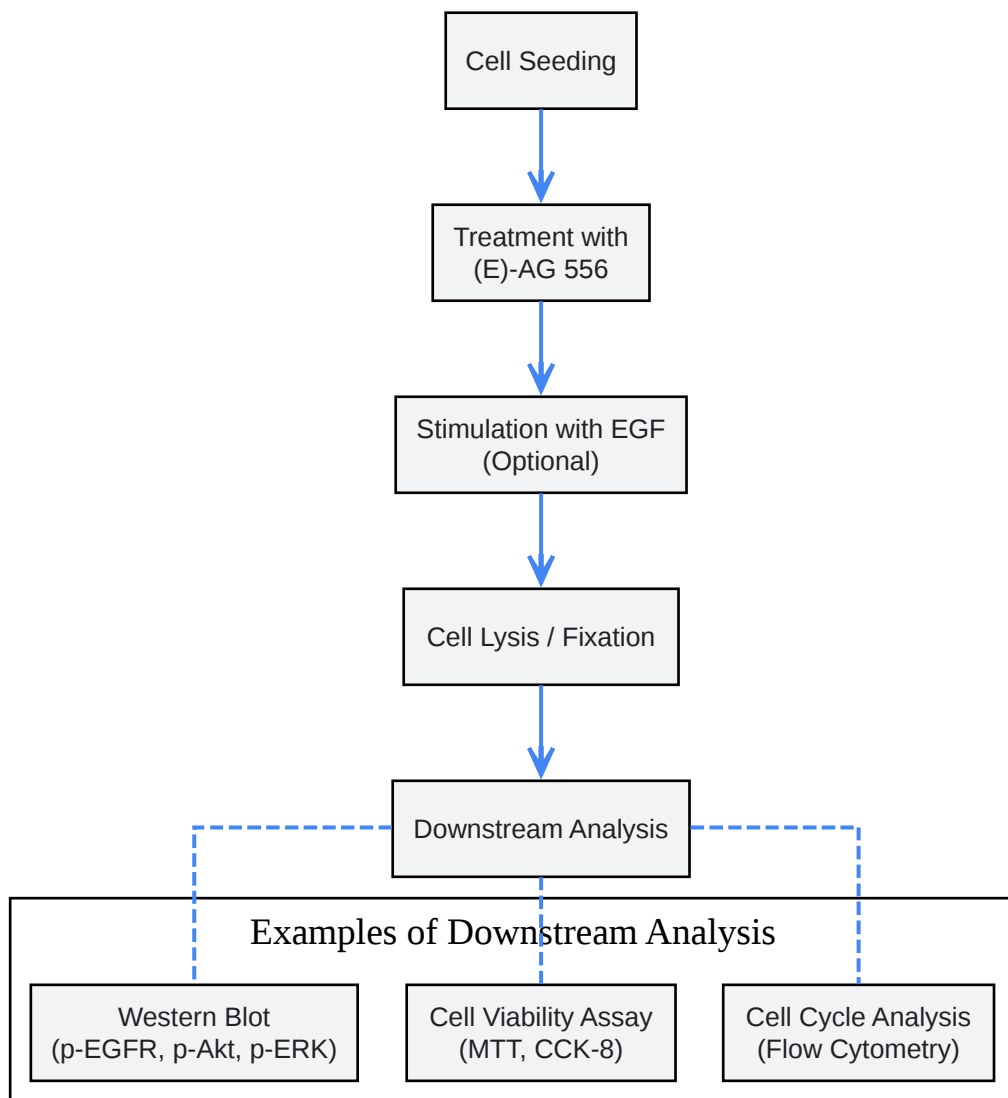 Cell Seeding
Treatment with
(E)-AG 556
Stimulation with EGF
(Optional)
Cell Lysis / Fixation
Downstream Analysis
Examples of Downstream Analysis
Western Blot
(p-EGFR, p-Akt, p-ERK)
Cell Viability Assay
(MTT, CCK-8)
Cell Cycle Analysis
(Flow Cytometry)